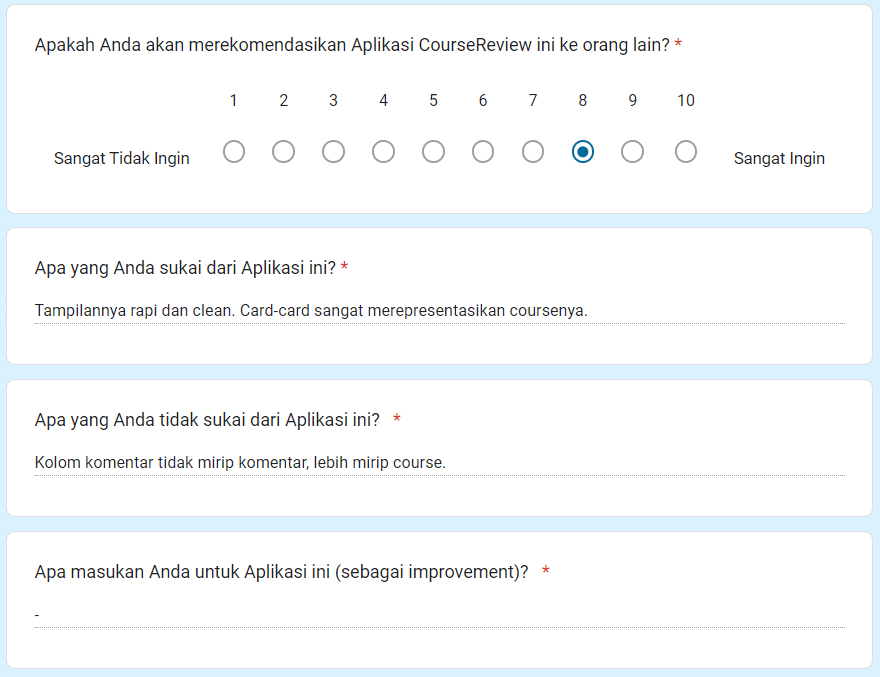 Apakah Anda akan merekomendasikan Aplikasi CourseReview ini ke orang lain? *
1 2 3 4 5 6 7 8 9 10
Sangat Tidak Ingin Sangat Ingin
Apa yang Anda sukai dari Aplikasi ini? *
Tampilannya rapi dan clean. Card-card sangat merepresentasikan coursenya.
Apa yang Anda tidak sukai dari Aplikasi ini? *
Kolom komentar tidak mirip komentar, lebih mirip course.
Apa masukan Anda untuk Aplikasi ini (sebagai improvement)? *
-